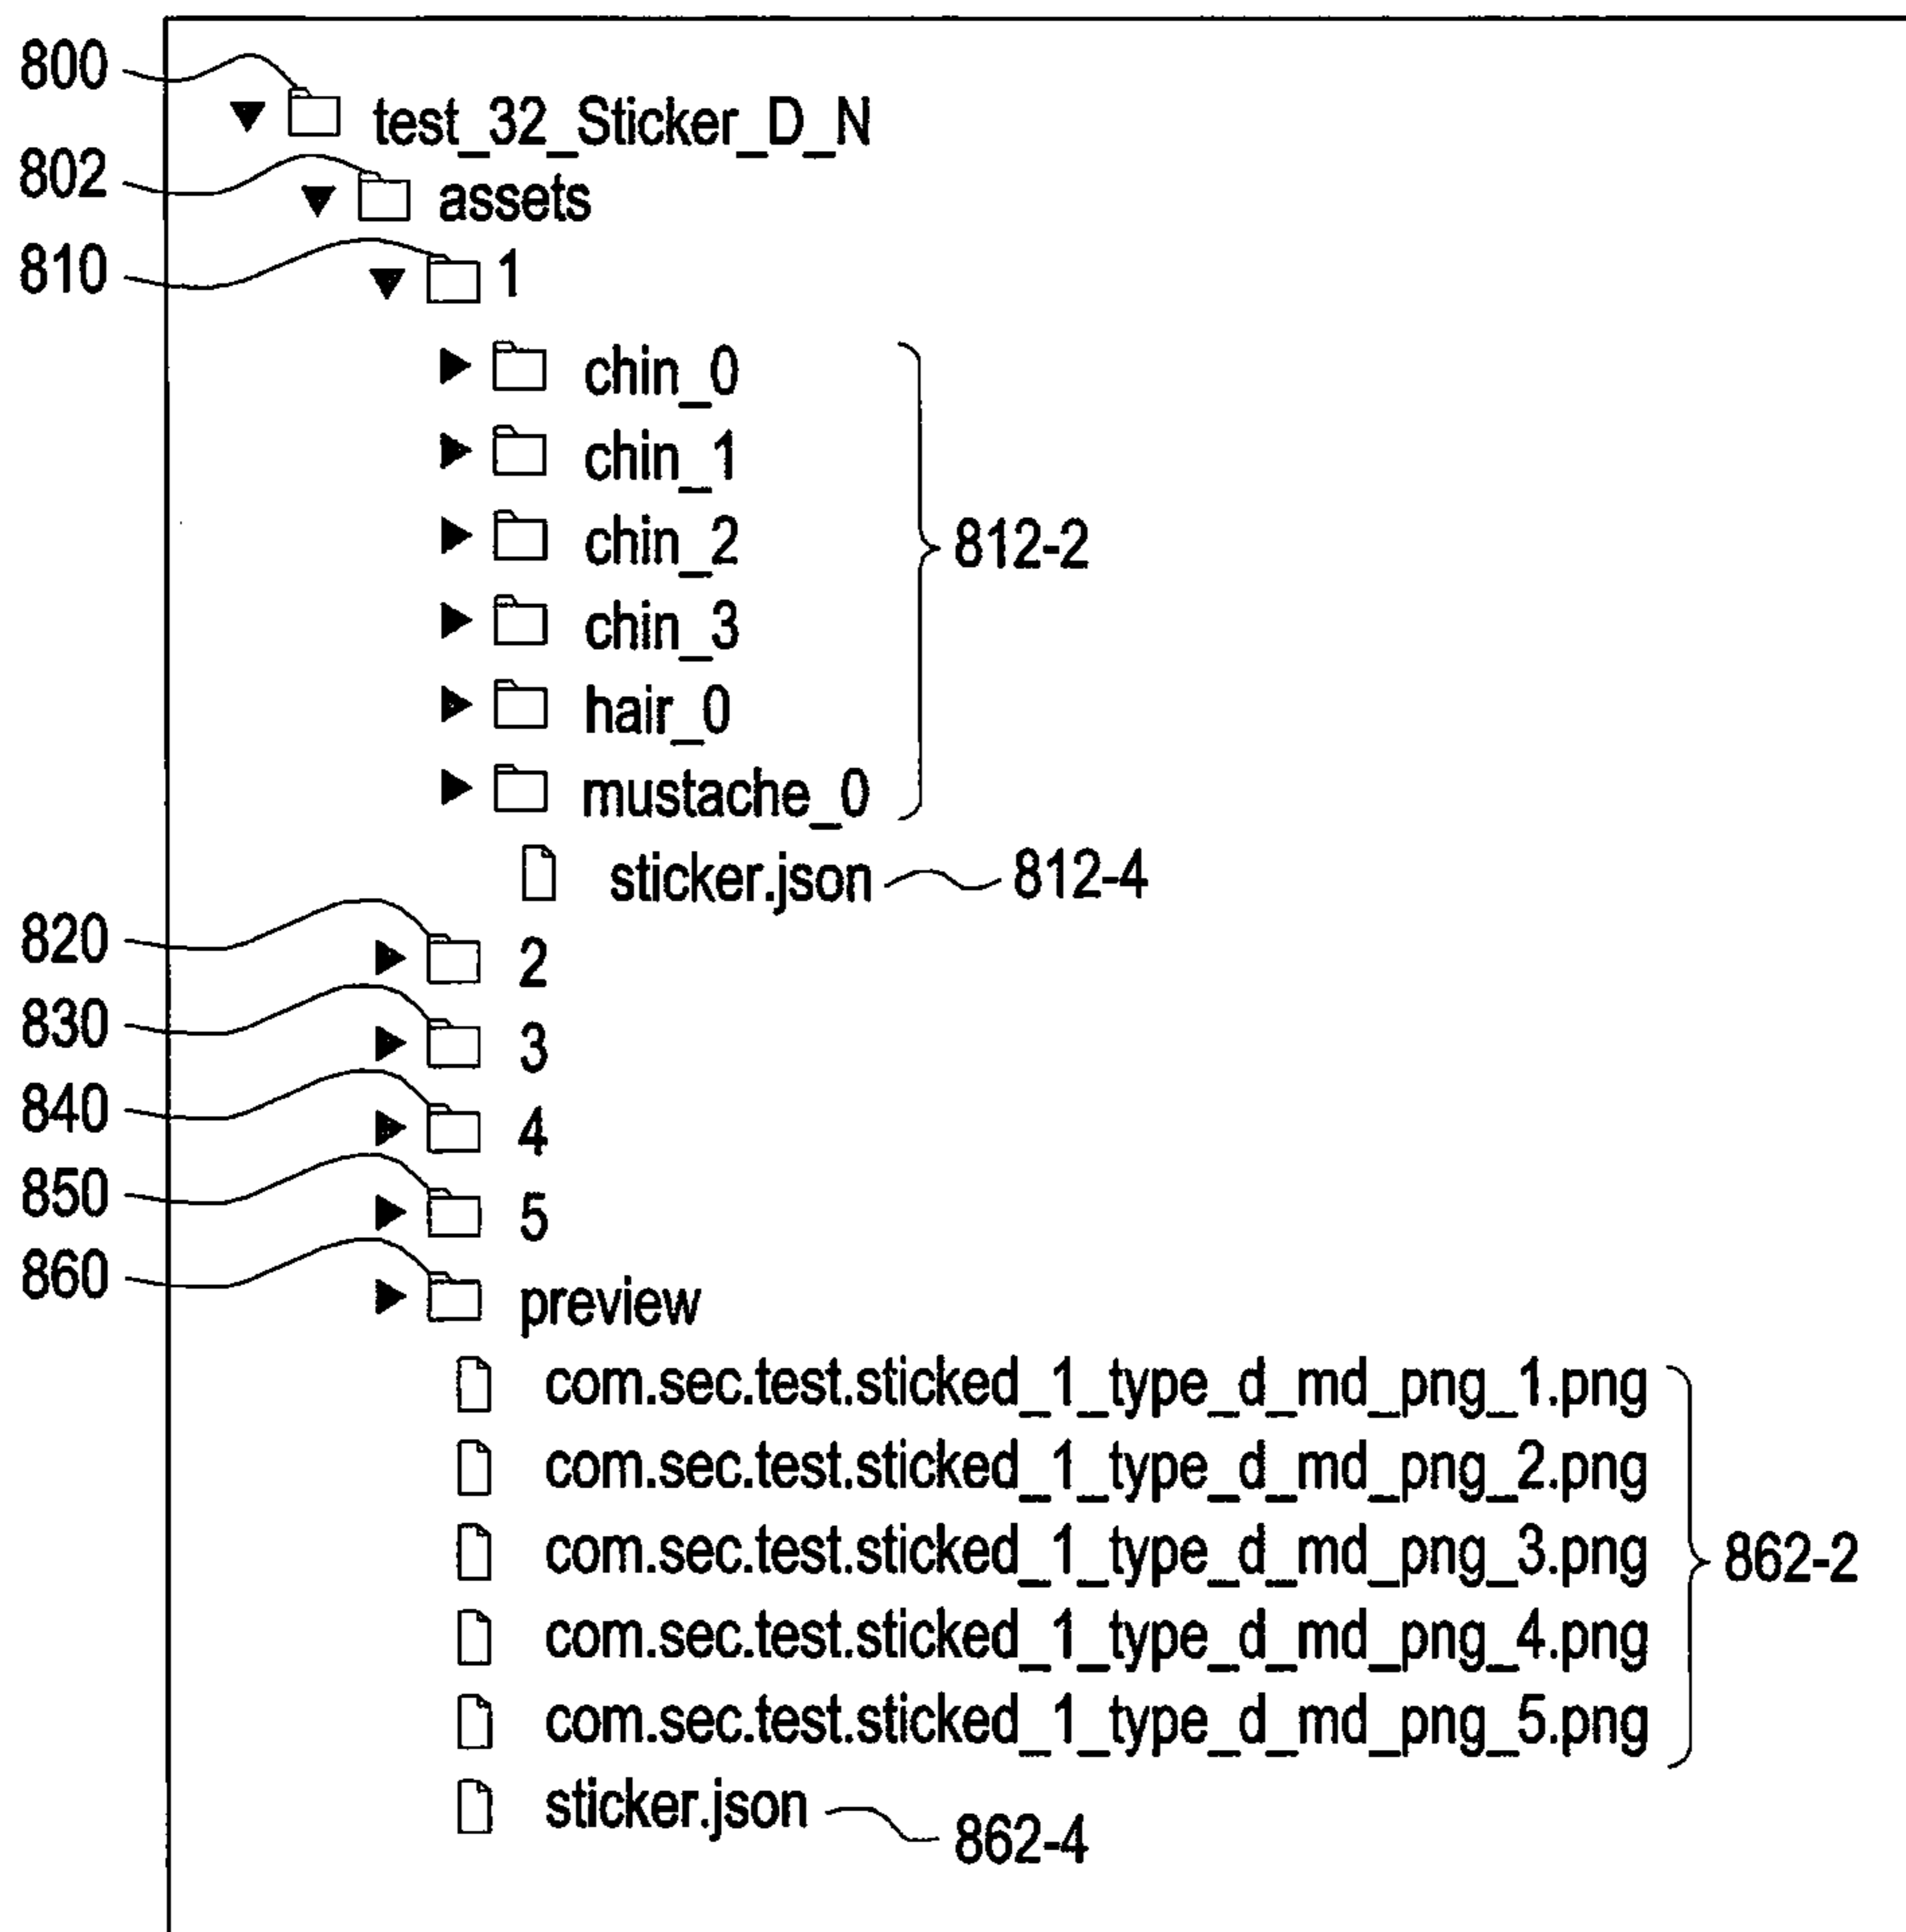 800
test_32_Sticker_D_N
802
assets
810
1
chin_0
chin_1
chin_2
812-2
chin_3
hair_0
mustache_0
sticker.json 812-4
820
2
830
3
840
4
850
5
860
preview
com.sec.test.sticked_1_type_d_md_png_1.png
com.sec.test.sticked_1_type_d_md_png_2.png
com.sec.test.sticked_1_type_d_md_png_3.png
862-2
com.sec.test.sticked_1_type_d_md_png_4.png
com.sec.test.sticked_1_type_d_md_png_5.png
sticker.json
862-4